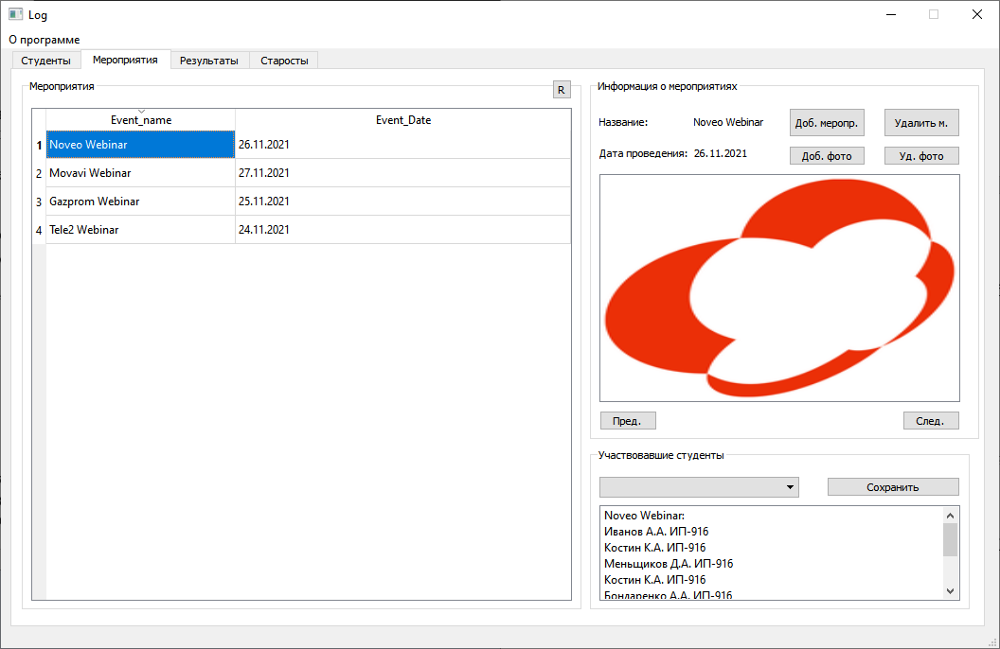 Log
О программе
Студенты Мероприятия Результаты Старосты
Мероприятия
R
Event_name Event_Date
1 Noveo Webinar 26.11.2021
2 Movavi Webinar 27.11.2021
3 Gazprom Webinar 25.11.2021
4 Tele2 Webinar 24.11.2021
Информация о мероприятиях
Название: Noveo Webinar Доб. меропр. Удалить м.
Дата проведения: 26.11.2021 Доб. фото Уд. фото
Пред. След.
Участвовавшие студенты
Сохранить
Noveo Webinar:
Иванов А.А. ИП-916
Костин К.А. ИП-916
Меньщиков Д.А. ИП-916
Костин К.А. ИП-916
Бондаренко А.А. ИП-916